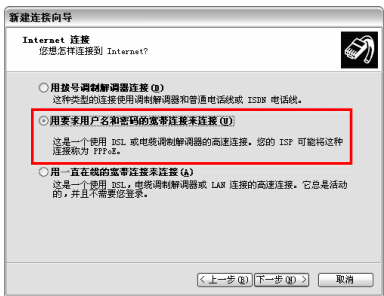 新建连接向导
Internet 连接
您想怎样连接到 Internet?
用拨号调制解调器连接(D)
这种类型的连接使用调制解调器和普通电话线或 ISDN 电话线。
用要求用户名和密码的宽带连接来连接(U)
这是一个使用 DSL 或电缆调制解调器的高速连接。您的 ISP 可能将这种
连接称为 PPPoE。
用一直在线的宽带连接来连接(A)
这是一个使用 DSL，电缆调制解调器或 LAN 连接的高速连接。它总是活动
的，并且不需要您登录。
<上一步(B) 下一步(N)> 取消